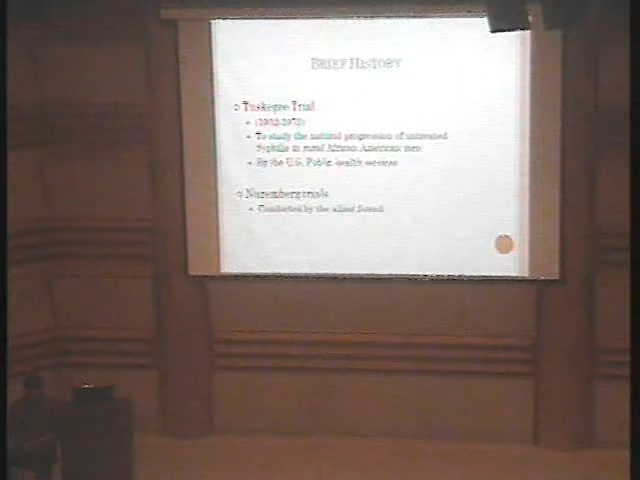 BRIEF HISTORY
Tuskegee Trial
(1932-1972)
To study the natural progression of untreated
Syphilis in rural African American men
By the U.S. Public health services
Nuremberg trials
Conducted by the allied